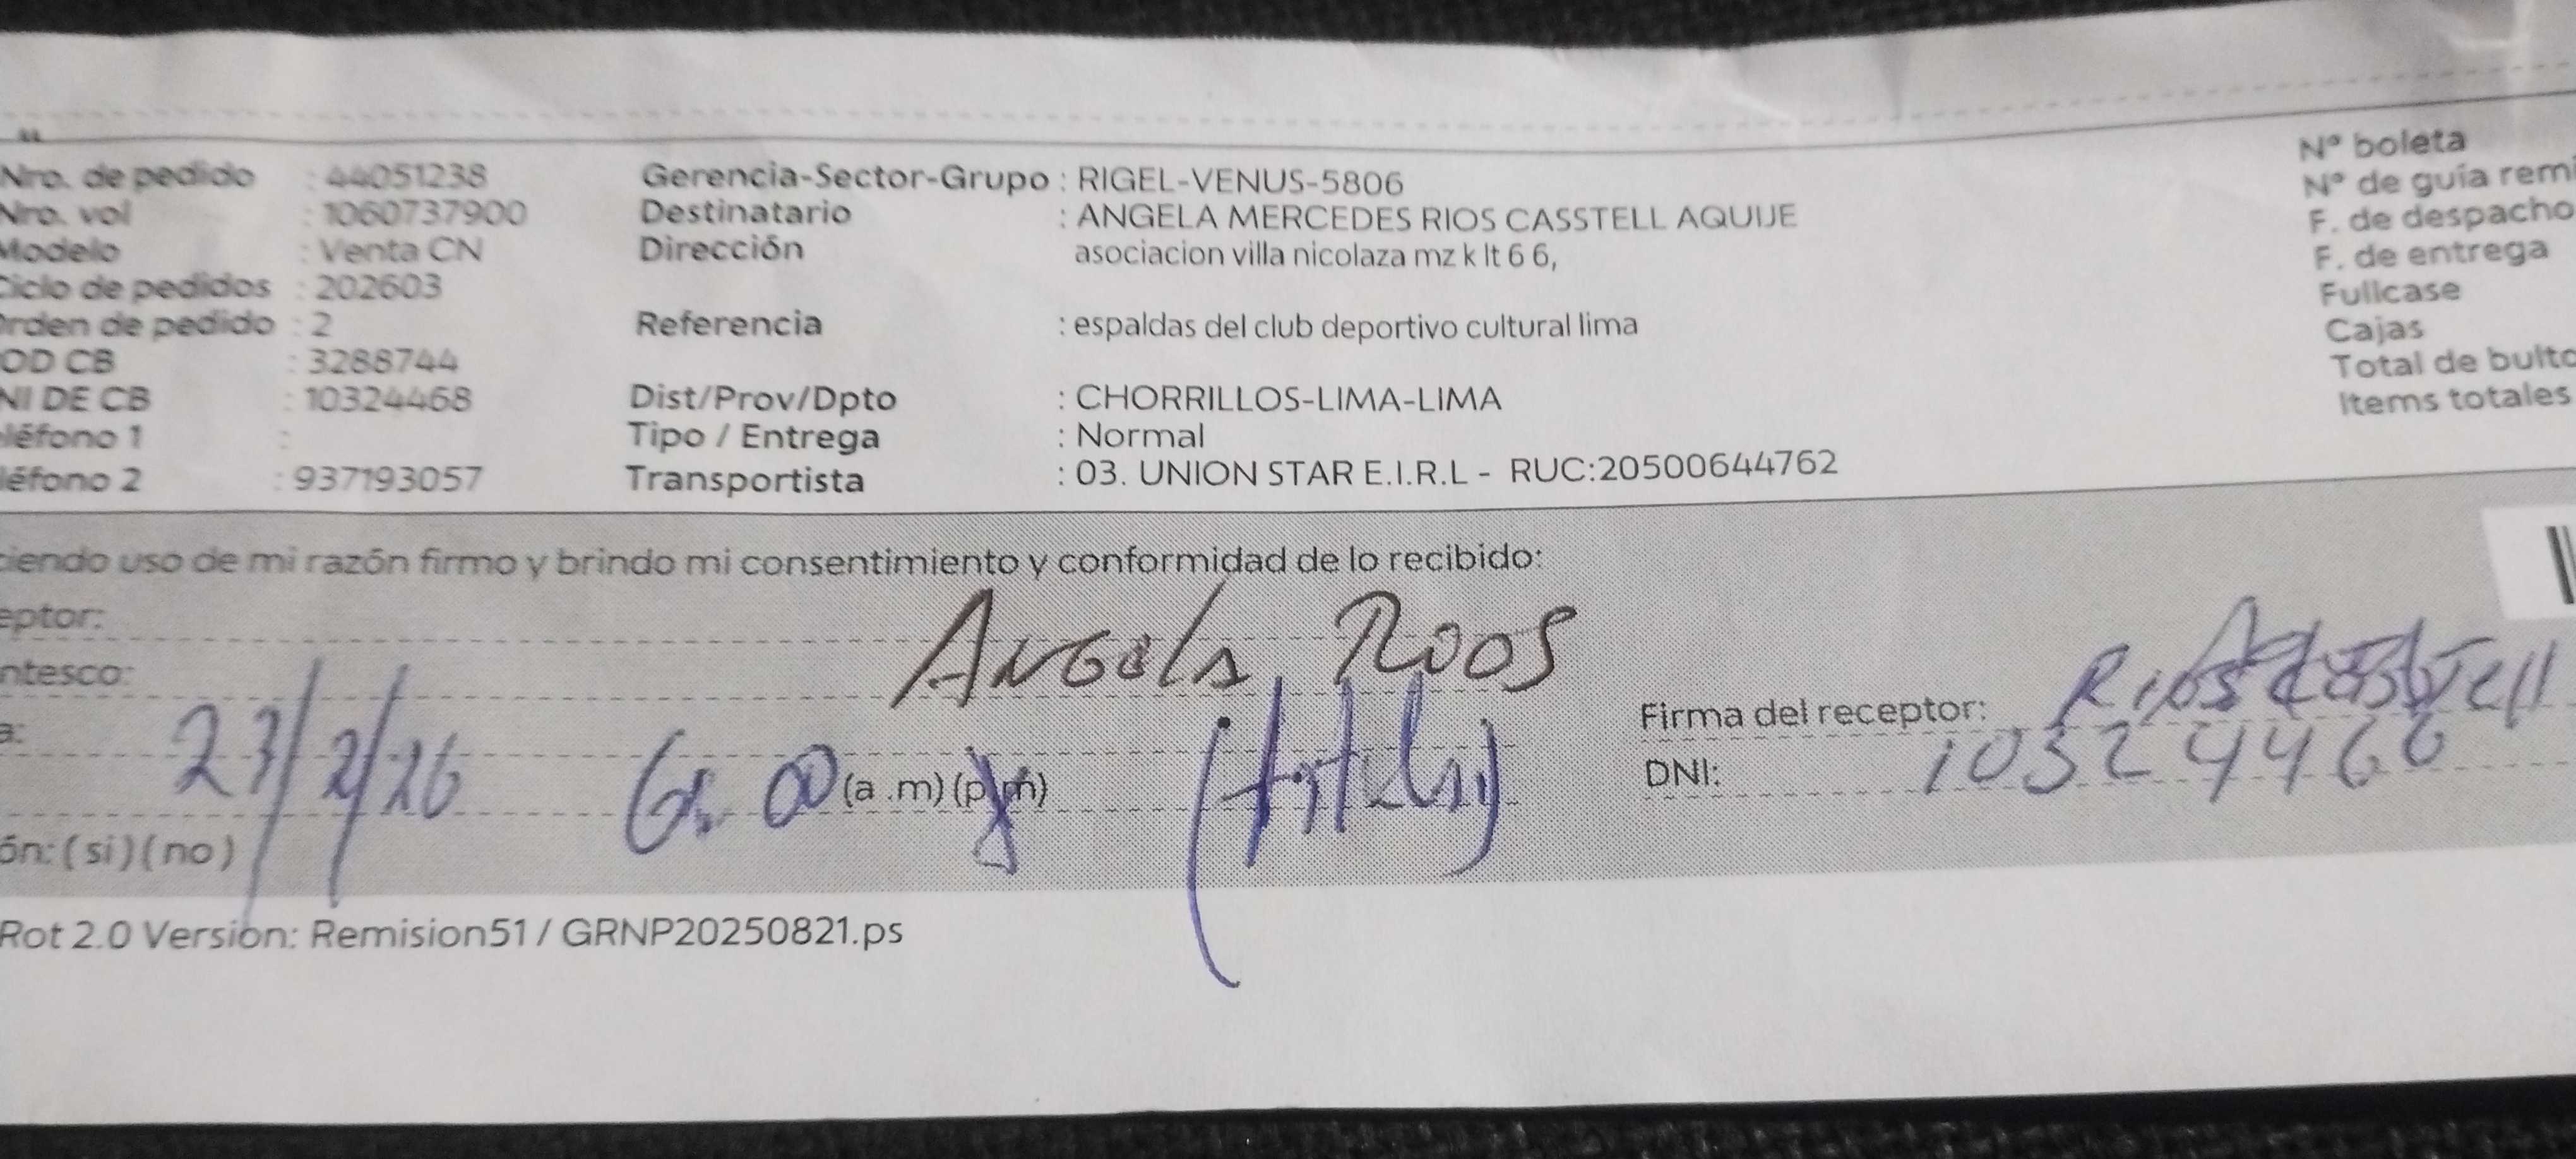 Nro. de pedido : 44051238 Gerencia-Sector-Grupo : RIGEL-VENUS-5806 N° boleta
Nro. vol : 1060737900 Destinatario : ANGELA MERCEDES RIOS CASSTELL AQUIJE N° de guía remi
Modelo : Venta CN Dirección asociacion villa nicolaza mz k lt 6 6, F. de despacho
Ciclo de pedidos : 202603 F. de entrega
Orden de pedido : 2 Referencia : espaldas del club deportivo cultural lima Fullcase
OD CB : 3288744 Cajas
NI DE CB : 10324468 Dist/Prov/Dpto : CHORRILLOS-LIMA-LIMA Total de bulto
léfono 1 : Tipo / Entrega : Normal Items totales
léfono 2 : 937193057 Transportista : 03. UNION STAR E.I.R.L - RUC:20500644762
ciendo uso de mi razón firmo y brindo mi consentimiento y conformidad de lo recibido:
eptor: Angela
ntesco:
a: 23/2/26 (a .m) (p.m) Firma del receptor: Rios
DNI: 10324466
ón: ( si ) ( no )
Rot 2.0 Version: Remision51 / GRNP20250821.ps